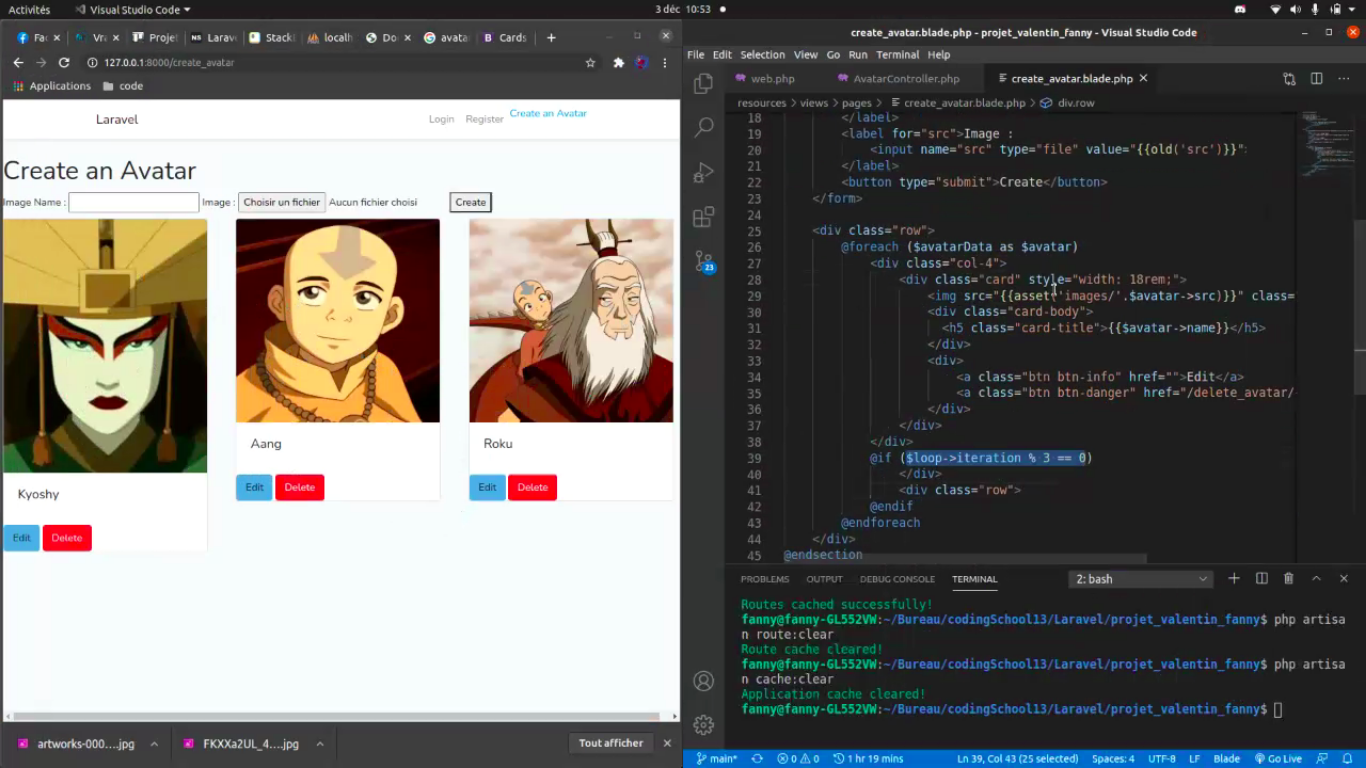 Activités
Visual Studio Code
3 déc 10:53
Fac
Vra
Projet
NS Larav
Stack
localh
Do
avata
B Cards
127.0.0.1:8000/create_avatar
Applications
code
Laravel
Login
Register
Create an Avatar
Create an Avatar
Image Name :
Image :
Choisir un fichier
Aucun fichier choisi
Create
Kyoshy
Edit
Delete
Aang
Edit
Delete
Roku
Edit
Delete
artworks-000....jpg
FKXXa2UL_4....jpg
Tout afficher
create_avatar.blade.php - projet_valentin_fanny - Visual Studio Code
File Edit Selection View Go Run Terminal Help
web.php
AvatarController.php
create_avatar.blade.php
resources > views > pages > create_avatar.blade.php > div.row
18 </label>
19 <label for="src">Image :
20 <input name="src" type="file" value="{{old('src')}}"
21 </label>
22 <button type="submit">Create</button>
23 </form>
24
25 <div class="row">
26 @foreach ($avatarData as $avatar)
27 <div class="col-4">
28 <div class="card" style="width: 18rem;">
29 <img src="{{asset('images/'.$avatar->src)}}" class=
30 <div class="card-body">
31 <h5 class="card-title">{{$avatar->name}}</h5>
32 </div>
33 <div>
34 <a class="btn btn-info" href="">Edit</a>
35 <a class="btn btn-danger" href="/delete_avatar/
36 </div>
37 </div>
38 </div>
39 @if ($loop->iteration % 3 == 0)
40 </div>
41 <div class="row">
42 @endif
43 @endforeach
44 </div>
45 @endsection
23
PROBLEMS
OUTPUT
DEBUG CONSOLE
TERMINAL
2: bash
Routes cached successfully!
fanny@fanny-GL552VW:~/Bureau/codingSchool13/Laravel/projet_valentin_fanny$ php artisa
n route:clear
Route cache cleared!
fanny@fanny-GL552VW:~/Bureau/codingSchool13/Laravel/projet_valentin_fanny$ php artisa
n cache:clear
Application cache cleared!
fanny@fanny-GL552VW:~/Bureau/codingSchool13/Laravel/projet_valentin_fanny$
main*
0
0
1 hr 19 mins
Ln 39, Col 43 (25 selected)
Spaces: 4
UTF-8
LF
Blade
Go Live